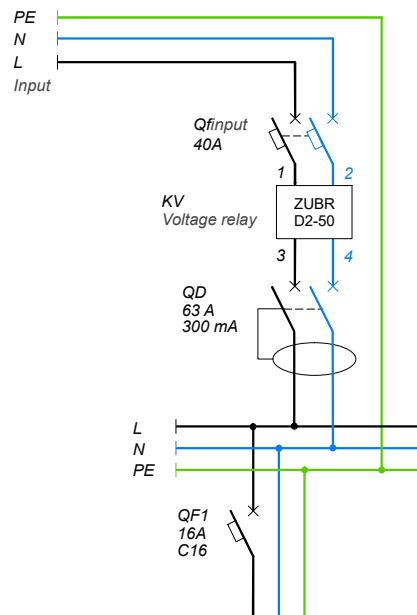 PE
N
L
Input
Qfinput
40A
1
2
KV
Voltage relay
ZUBR
D2-50
3
4
QD
63 A
300 mA
L
N
PE
QF1
16A
C16